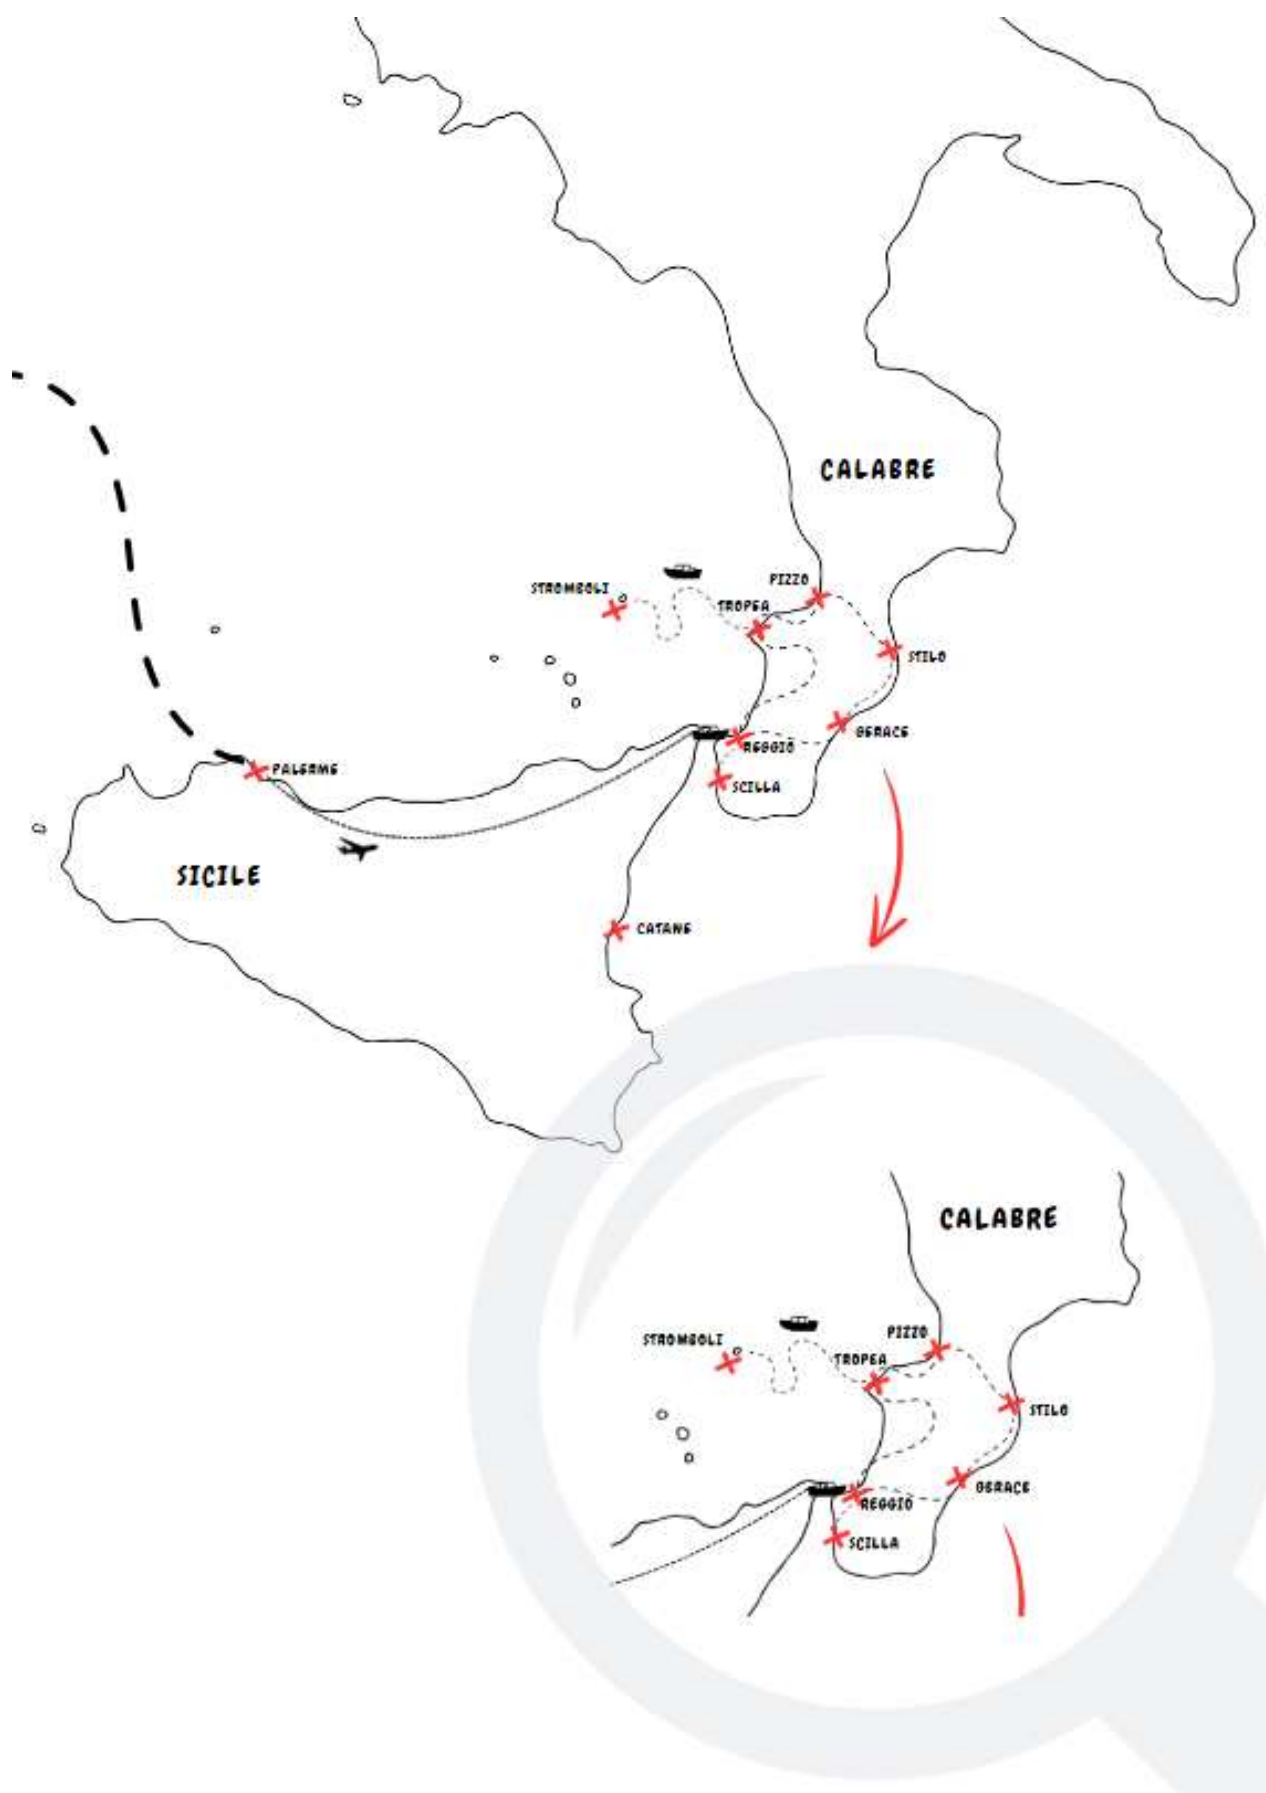 CALABRE
STROMBOLI
PIZZO
TROPEA
STILO
GERACE
REGGIO
PALERME
SCILLA
SICILE
CATANE
CALABRE
STROMBOLI
PIZZO
TROPEA
STILO
GERACE
REGGIO
SCILLA